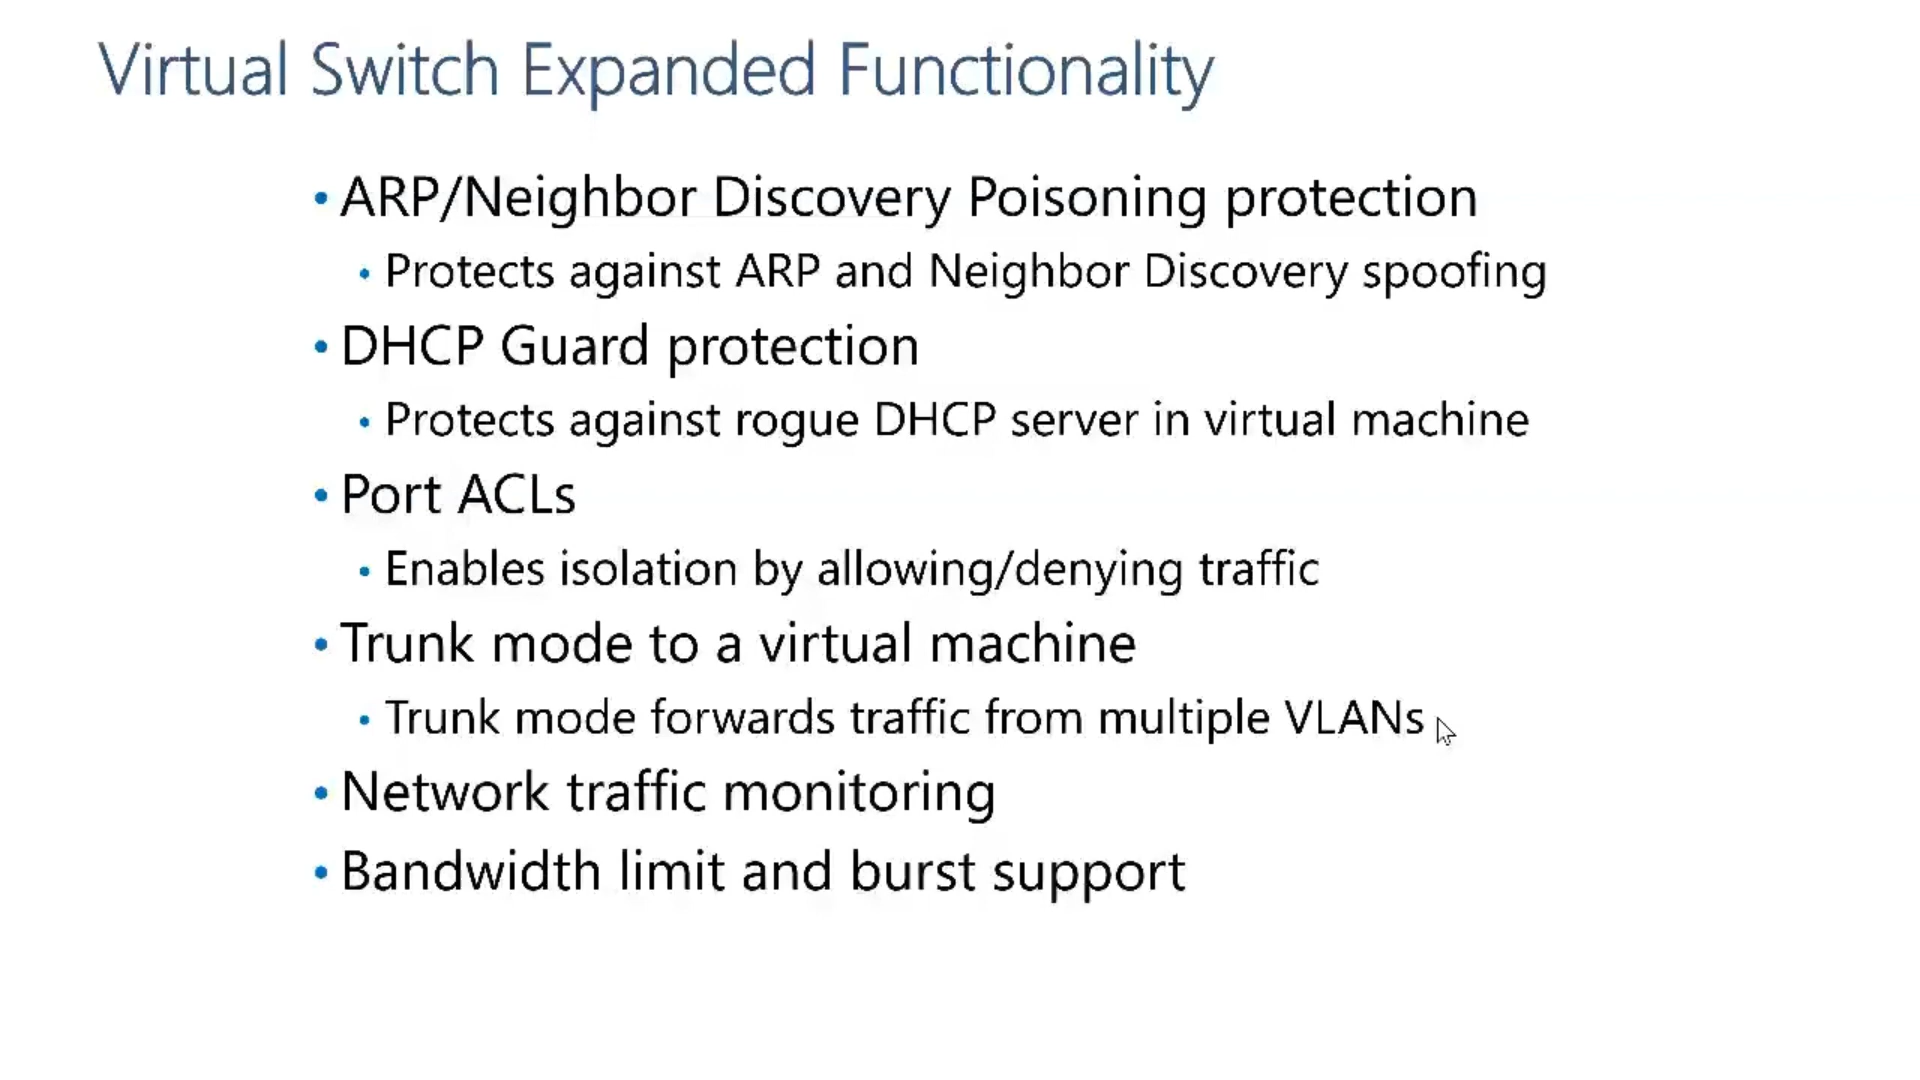 Virtual Switch Expanded Functionality
• ARP/Neighbor Discovery Poisoning protection
• Protects against ARP and Neighbor Discovery spoofing
• DHCP Guard protection
• Protects against rogue DHCP server in virtual machine
• Port ACLs
• Enables isolation by allowing/denying traffic
• Trunk mode to a virtual machine
• Trunk mode forwards traffic from multiple VLANs
• Network traffic monitoring
• Bandwidth limit and burst support